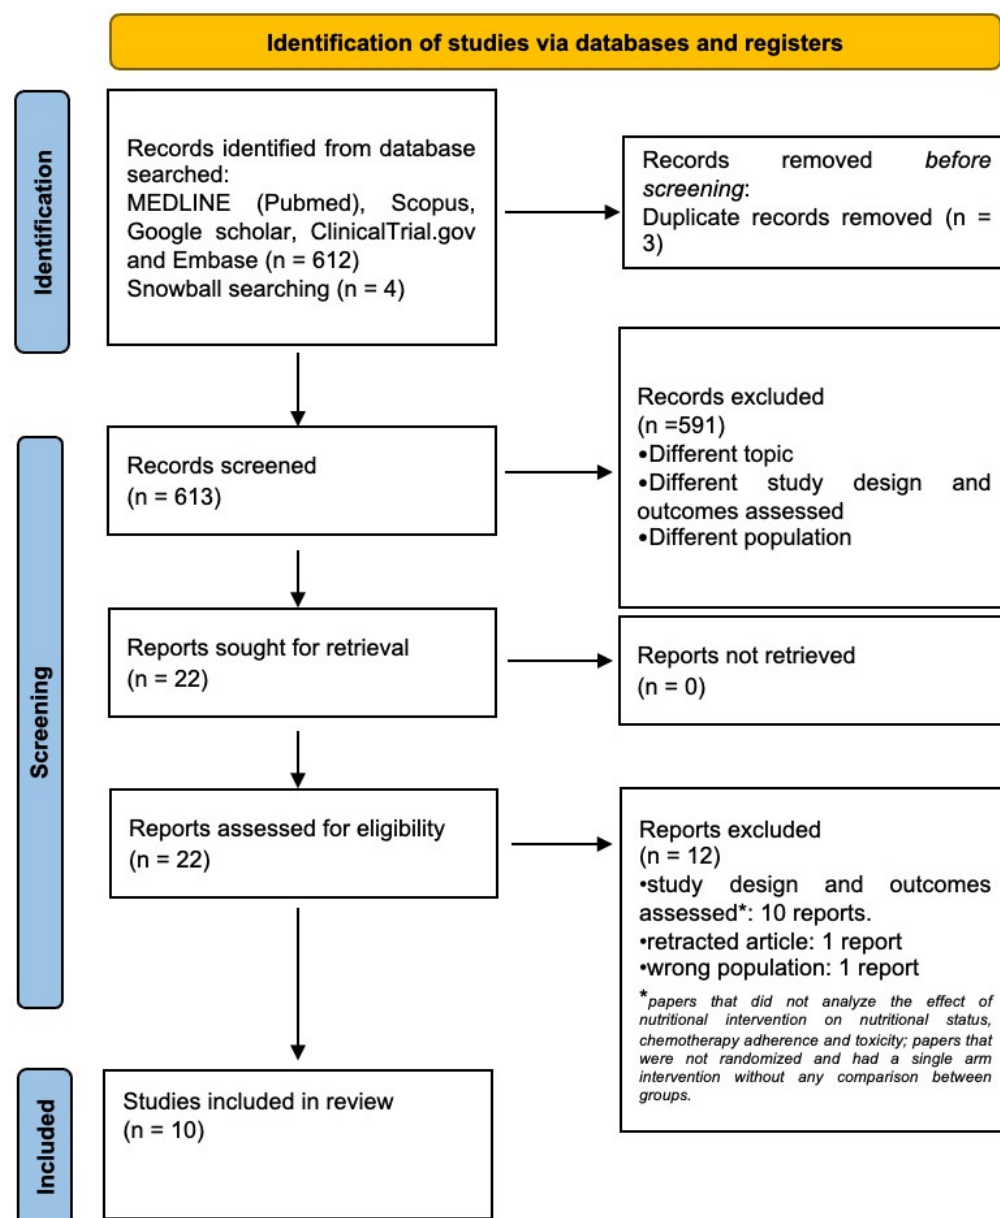 Identification of studies via databases and registers
Identification
Records identified from database
searched:
MEDLINE (Pubmed), Scopus,
Google scholar, ClinicalTrial.gov
and Embase (n = 612)
Snowball searching (n = 4)
Records removed before
screening:
Duplicate records removed (n =
3)
Screening
Records screened
(n = 613)
Records excluded
(n =591)
•Different topic
•Different study design and
outcomes assessed
•Different population
Reports sought for retrieval
(n = 22)
Reports not retrieved
(n = 0)
Reports assessed for eligibility
(n = 22)
Reports excluded
(n = 12)
•study design and outcomes
assessed*: 10 reports.
•retracted article: 1 report
•wrong population: 1 report
*papers that did not analyze the effect of
nutritional intervention on nutritional status,
chemotherapy adherence and toxicity; papers that
were not randomized and had a single arm
intervention without any comparison between
groups.
Included
Studies included in review
(n = 10)